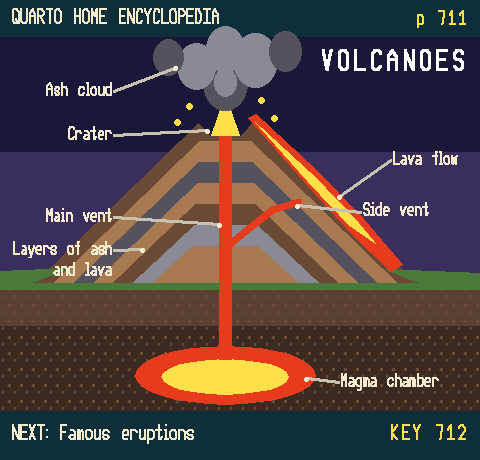 QUARTO HOME ENCYCLOPEDIA
p 711
VOLCANOES
Ash cloud
Crater
Lava flow
Main vent
Side vent
Layers of ash
and lava
Magma chamber
NEXT: Famous eruptions
KEY 712